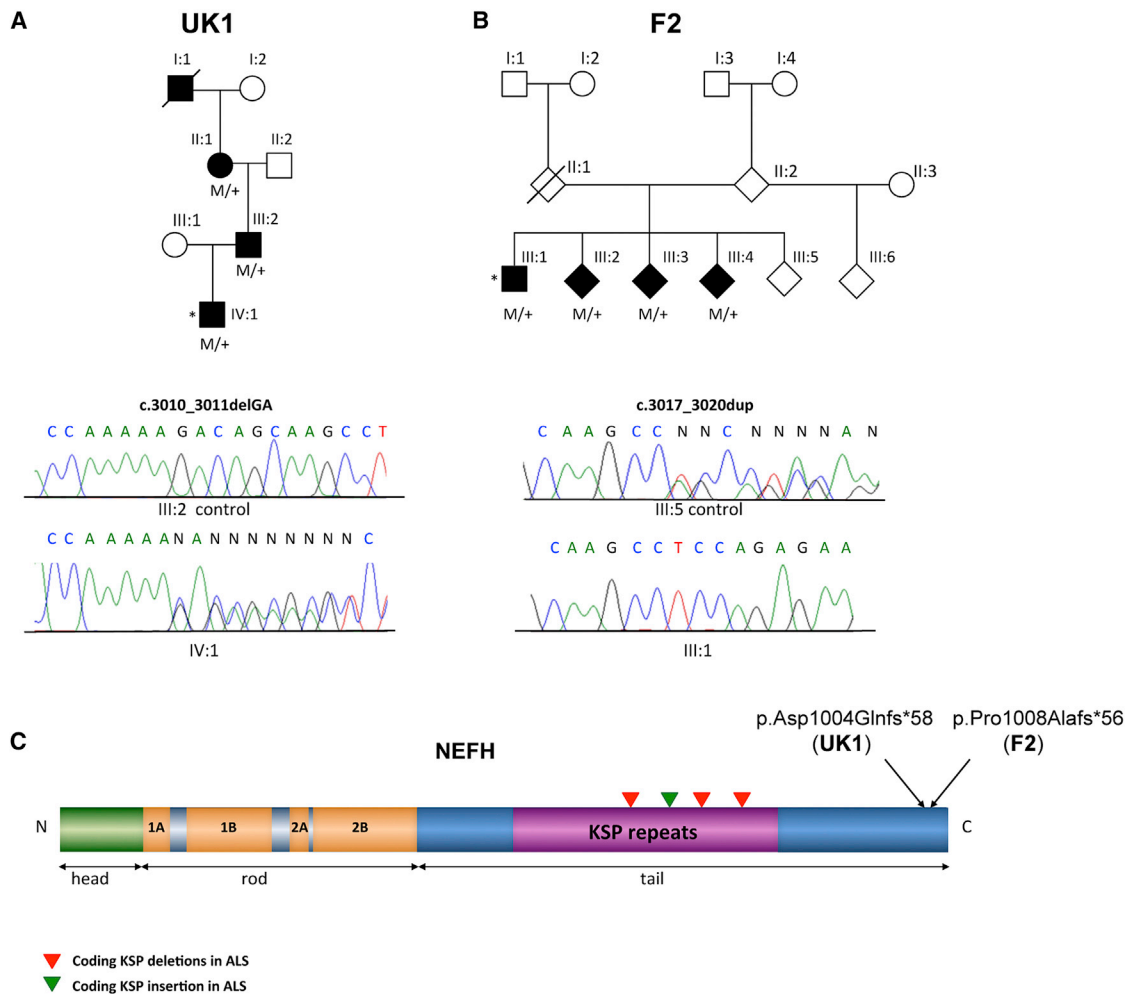 A
UK1
I:1
I:2
II:1
II:2
M/+
III:1
III:2
M/+
*
IV:1
M/+
c.3010_3011delGA
C C A A A A A G A C A G C A A G C C T
III:2 control
C C A A A A A N A N N N N N N N N C
IV:1
B
F2
I:1
I:2
I:3
I:4
II:1
II:2
II:3
*
III:1
III:2
III:3
III:4
III:5
III:6
M/+
M/+
M/+
M/+
c.3017_3020dup
C A A G C C N N C N N N N A N
III:5 control
C A A G C C T C C A G A G A A
III:1
C
NEFH
p.Asp1004Glnfs*58
(UK1)
p.Pro1008Alafs*56
(F2)
N
1A
1B
2A
2B
KSP repeats
C
head
rod
tail
Coding KSP deletions in ALS
Coding KSP insertion in ALS